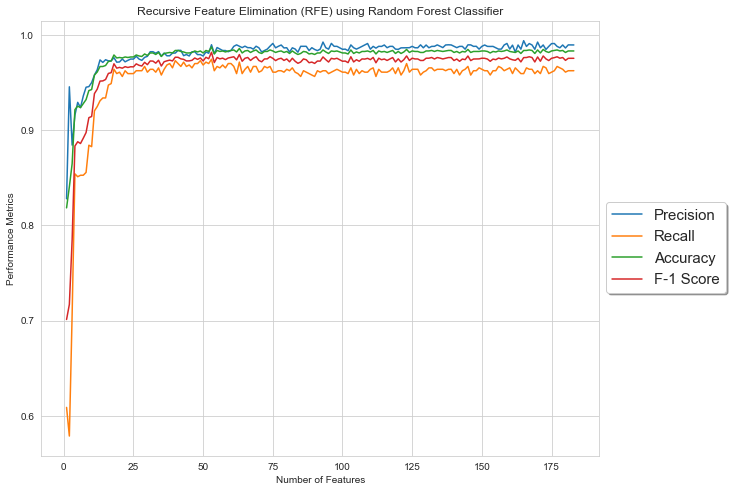 Recursive Feature Elimination (RFE) using Random Forest Classifier
1.0
0.9
0.8
0.7
0.6
Performance Metrics
0
25
50
75
100
125
150
175
Number of Features
Precision
Recall
Accuracy
F-1 Score